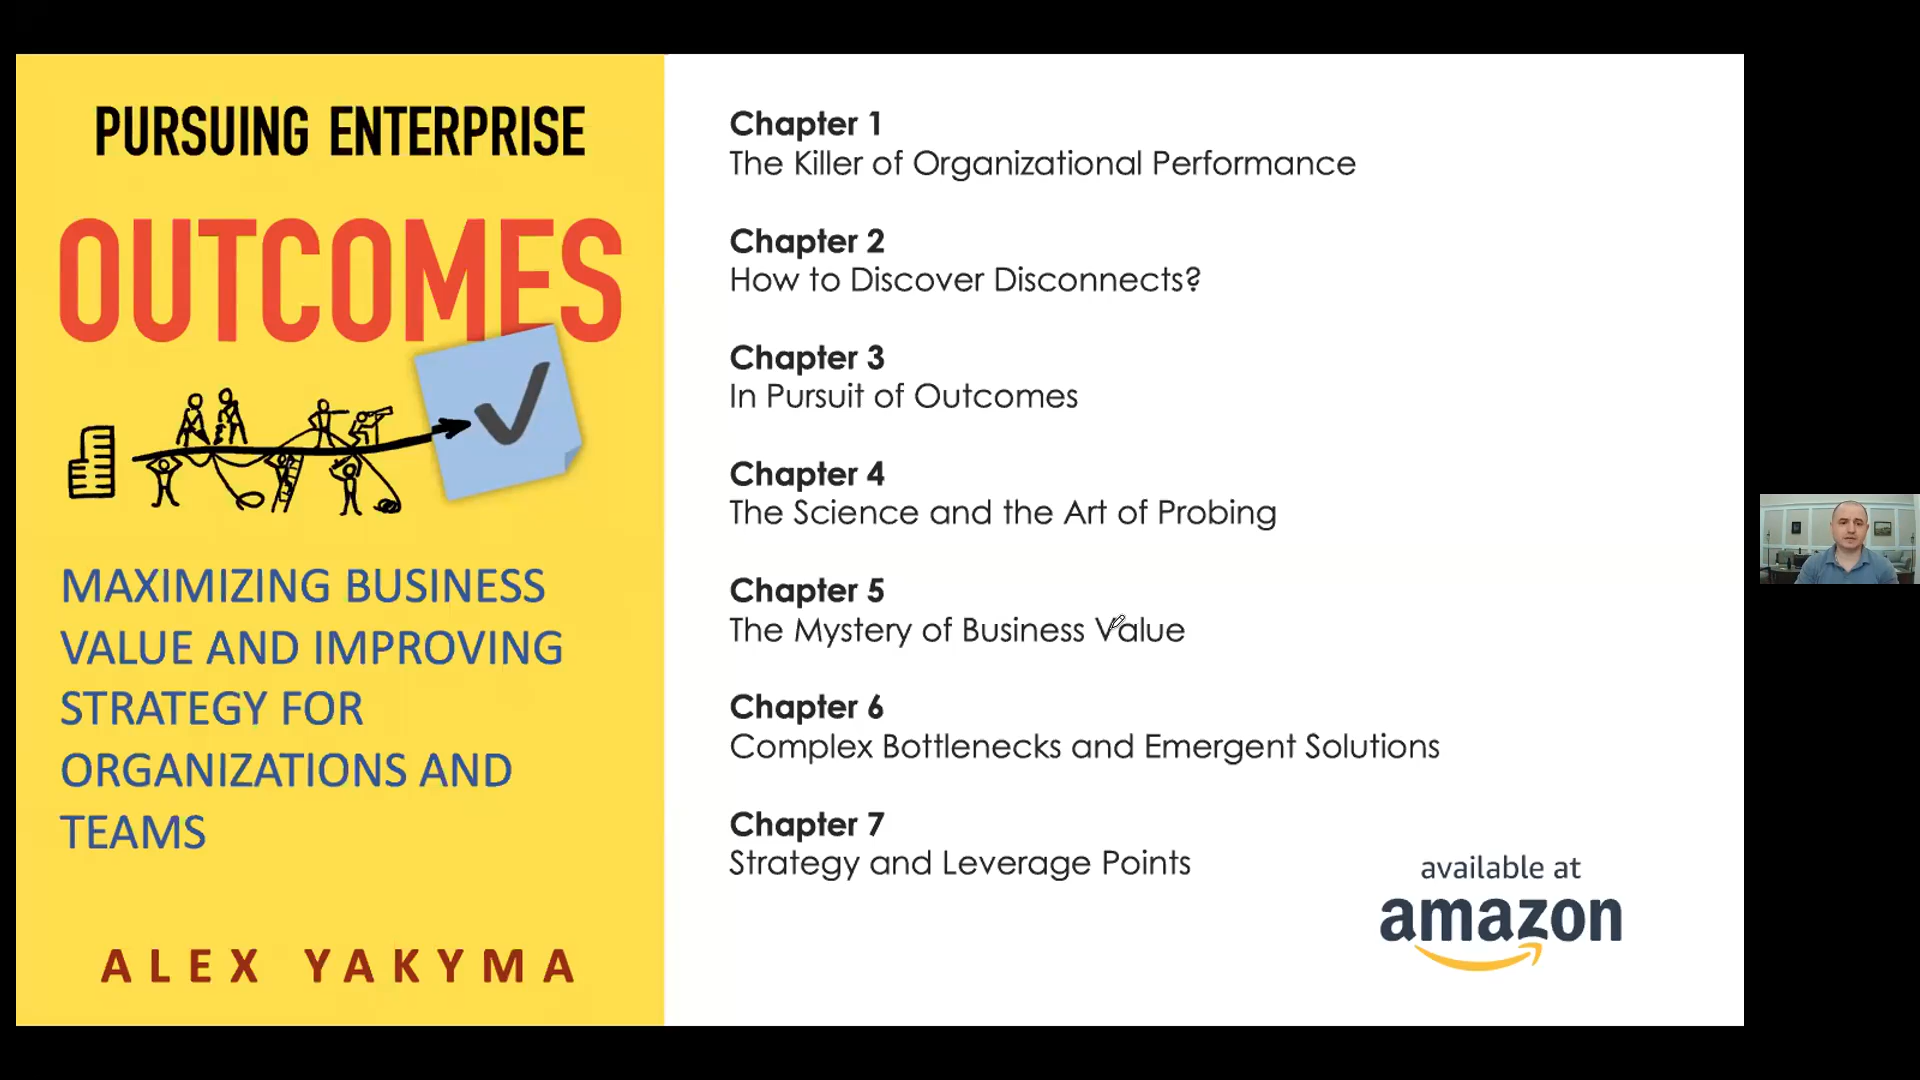 PURSUING ENTERPRISE
OUTCOMES
MAXIMIZING BUSINESS
VALUE AND IMPROVING
STRATEGY FOR
ORGANIZATIONS AND
TEAMS
ALEX YAKYMA
Chapter 1
The Killer of Organizational Performance
Chapter 2
How to Discover Disconnects?
Chapter 3
In Pursuit of Outcomes
Chapter 4
The Science and the Art of Probing
Chapter 5
The Mystery of Business Value
Chapter 6
Complex Bottlenecks and Emergent Solutions
Chapter 7
Strategy and Leverage Points
available at
amazon